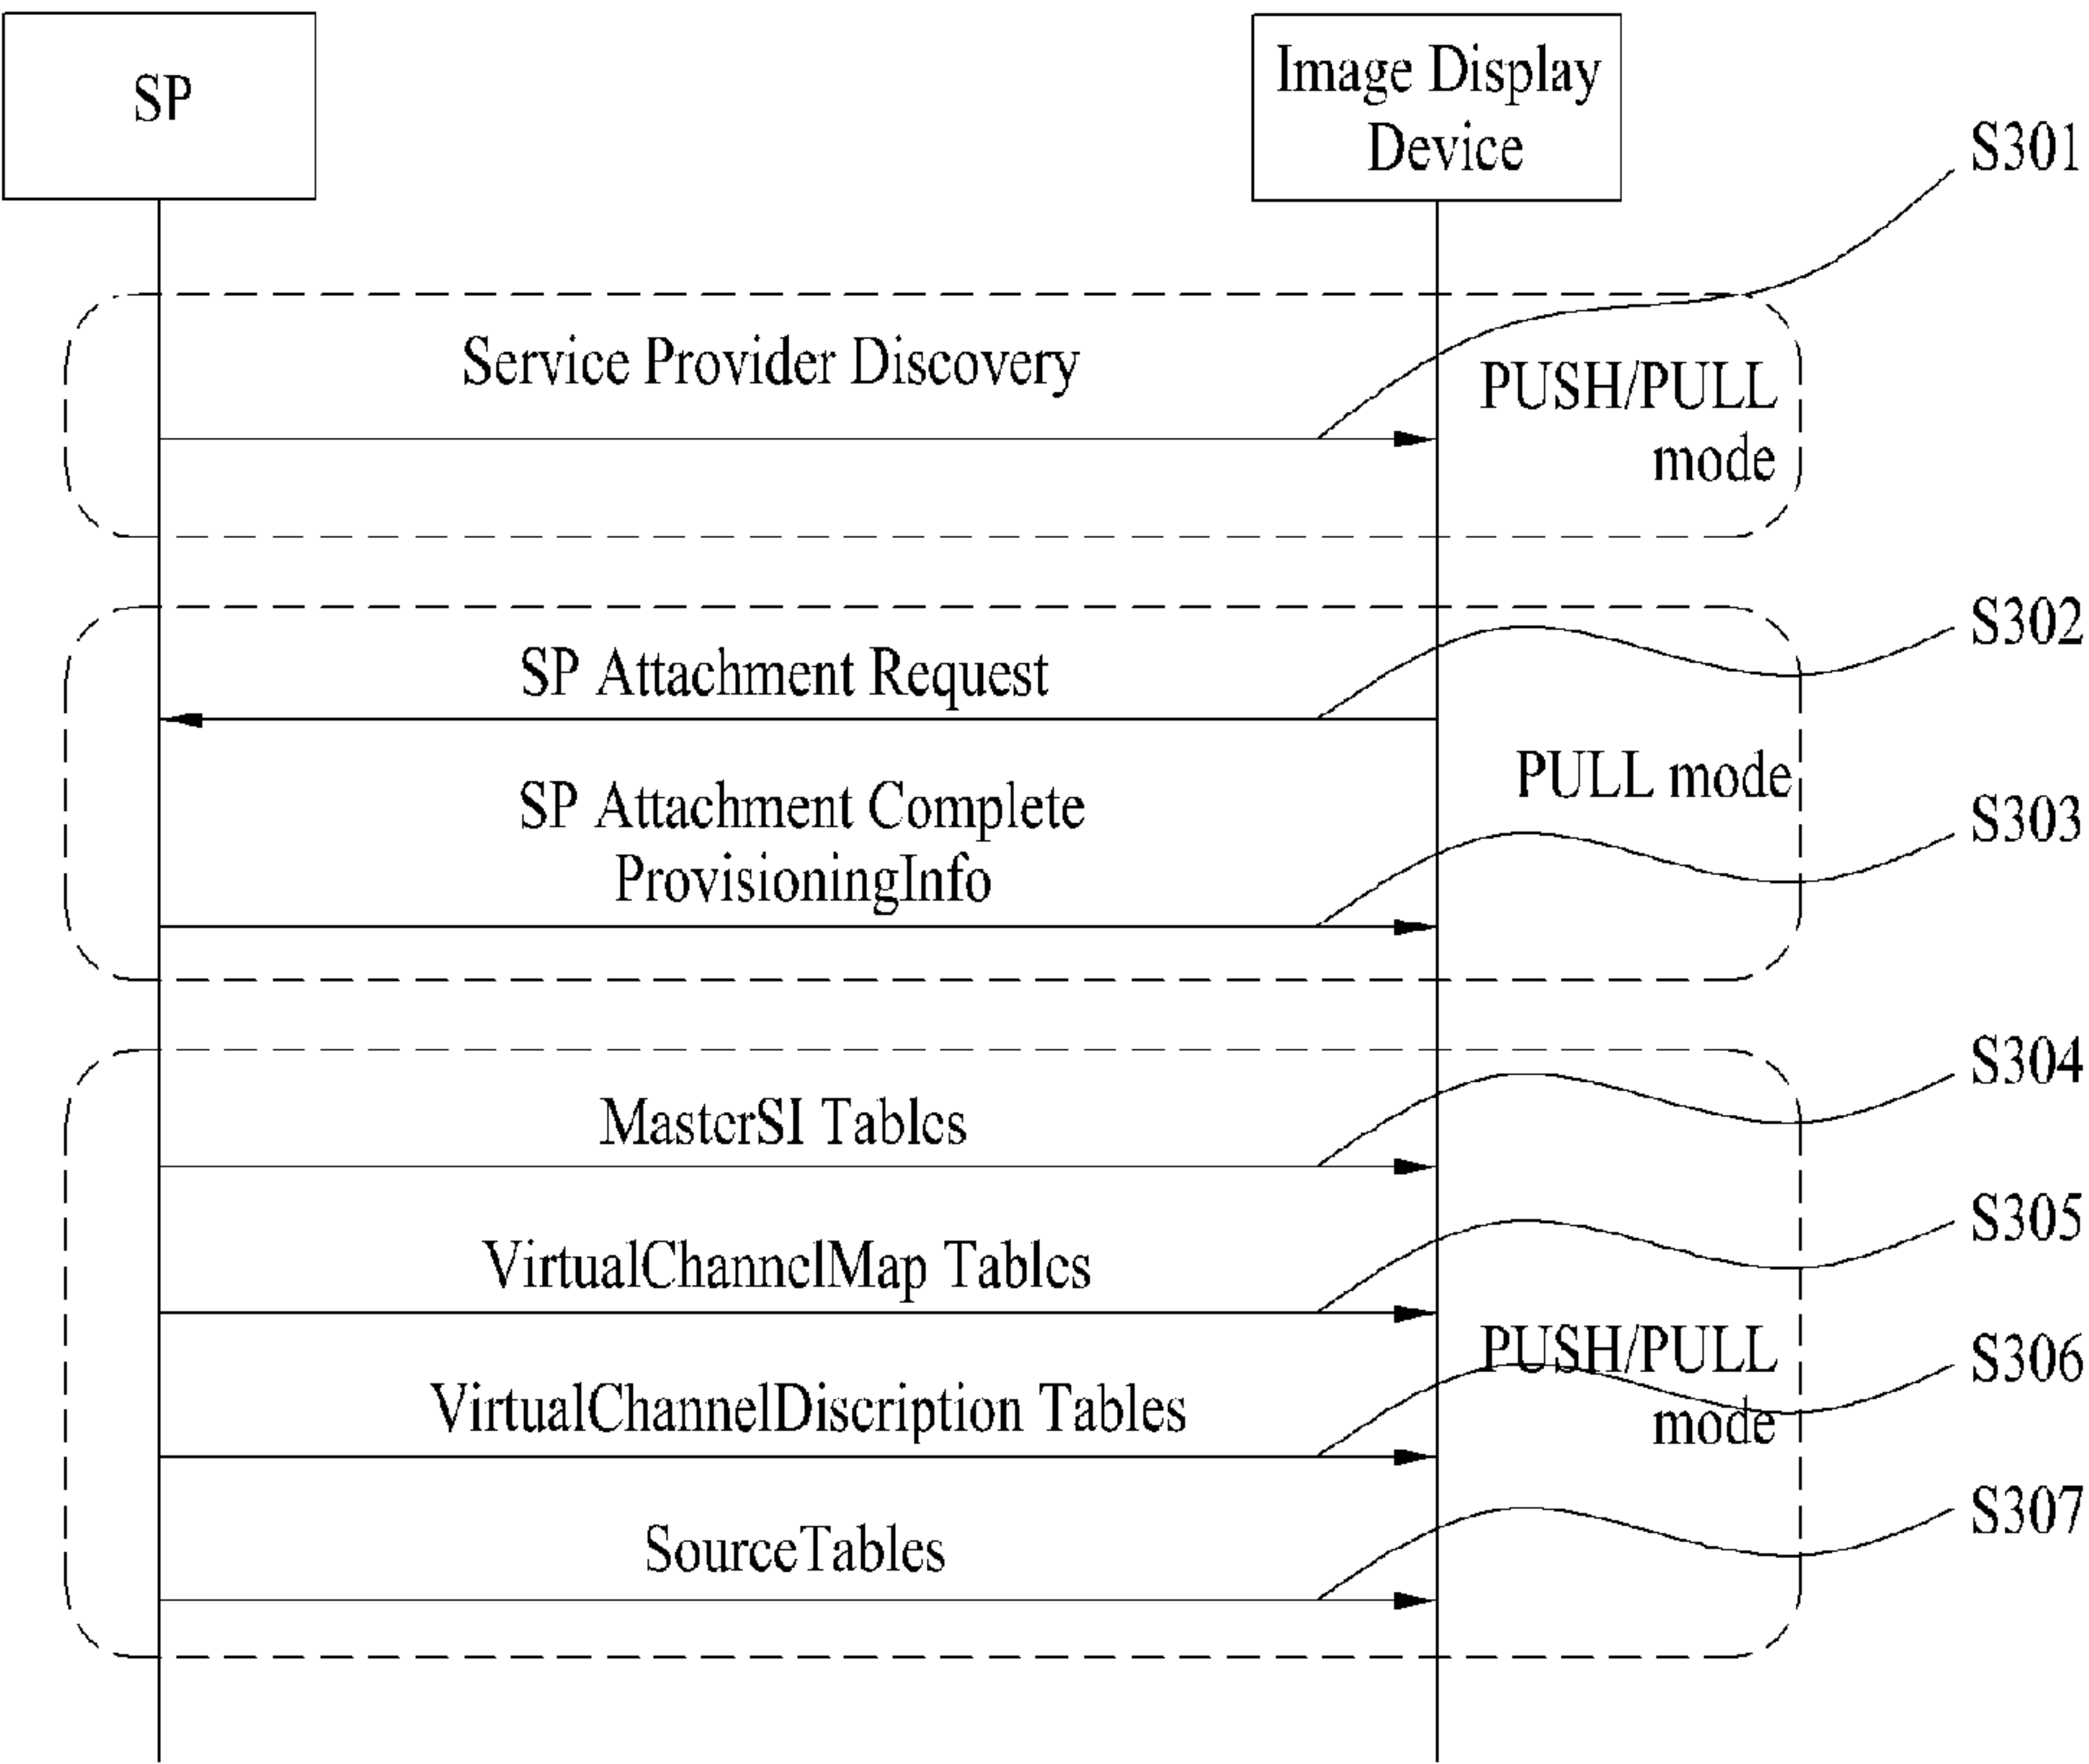 SP
Image Display
Device
S301
Service Provider Discovery
PUSH/PULL
mode
S302
SP Attachment Request
PULL mode
SP Attachment Complete
ProvisioningInfo
S303
S304
MasterSI Tables
S305
VirtualChannelMap Tables
PUSH/PULL
mode
S306
VirtualChannelDiscription Tables
S307
SourceTables